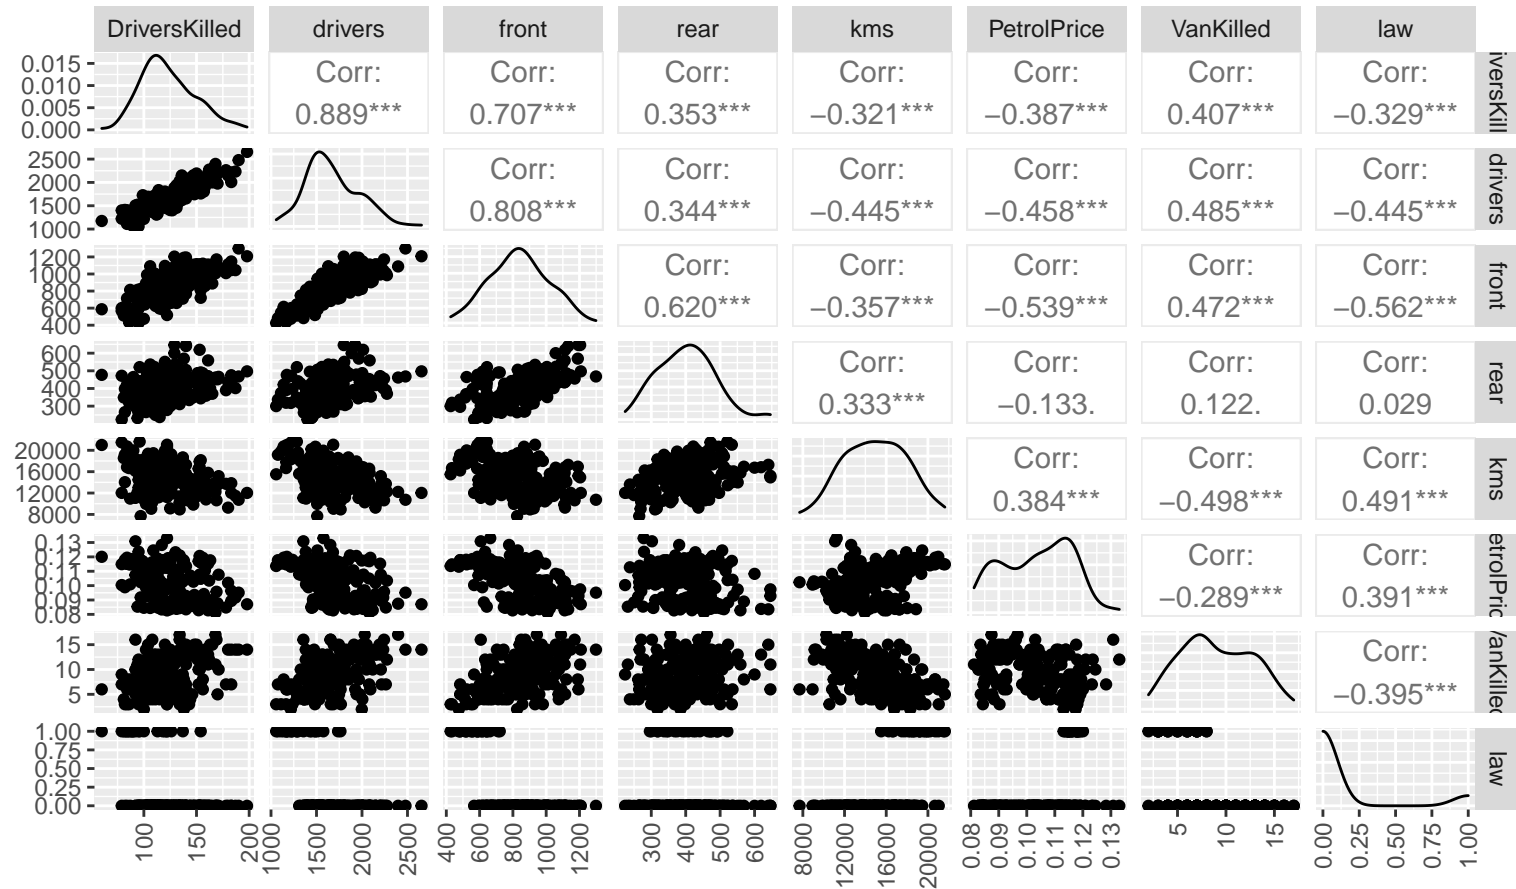 DriversKilled drivers front rear kms PetrolPrice VanKilled law
0.015 0.010 0.005 0.000
Corr: 0.889***
Corr: 0.707***
Corr: 0.353***
Corr: −0.321***
Corr: −0.387***
Corr: 0.407***
Corr: −0.329***
iversKill
2500 2000 1500 1000
Corr: 0.808***
Corr: 0.344***
Corr: −0.445***
Corr: −0.458***
Corr: 0.485***
Corr: −0.445***
drivers
1200 1000 800 600 400
Corr: 0.620***
Corr: −0.357***
Corr: −0.539***
Corr: 0.472***
Corr: −0.562***
front
600 500 400 300
Corr: 0.333***
Corr: −0.133.
Corr: 0.122.
Corr: 0.029
rear
20000 16000 12000 8000
Corr: 0.384***
Corr: −0.498***
Corr: 0.491***
kms
0.13 0.12 0.11 0.10 0.09 0.08
Corr: −0.289***
Corr: 0.391***
etrolPric
15 10 5
Corr: −0.395***
VanKilled
1.00 0.75 0.50 0.25 0.00
law
100 150 200
1000 1500 2000 2500
400 600 800 1000 1200
300 400 500 600
8000 12000 16000 20000
0.08 0.09 0.10 0.11 0.12 0.13
5 10 15
0.00 0.25 0.50 0.75 1.00